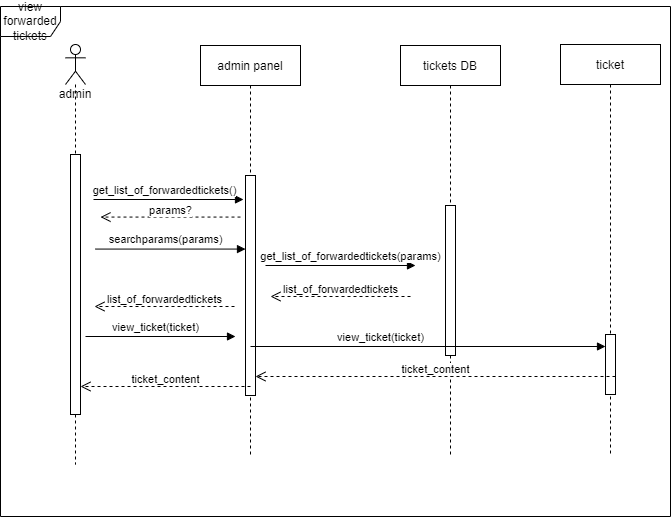 view
forwarded
tickets
admin
admin panel
tickets DB
ticket
get_list_of_forwardedtickets()
params?
searchparams(params)
get_list_of_forwardedtickets(params)
list_of_forwardedtickets
list_of_forwardedtickets
view_ticket(ticket)
view_ticket(ticket)
ticket_content
ticket_content